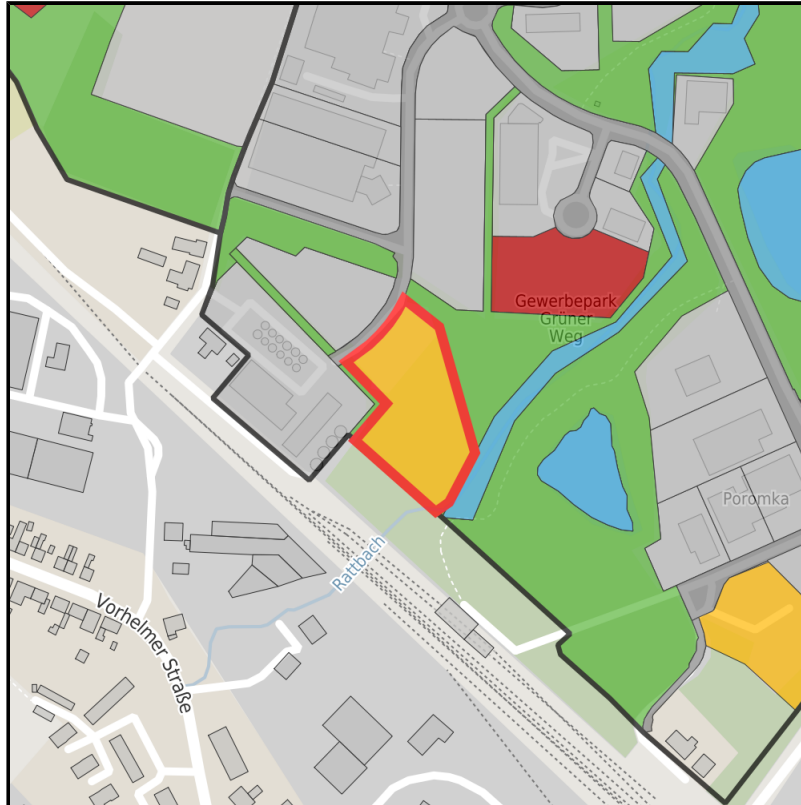 Gewerbepark
Grüner
Weg
Poromka
Rattbach
Vorhelmer Straße